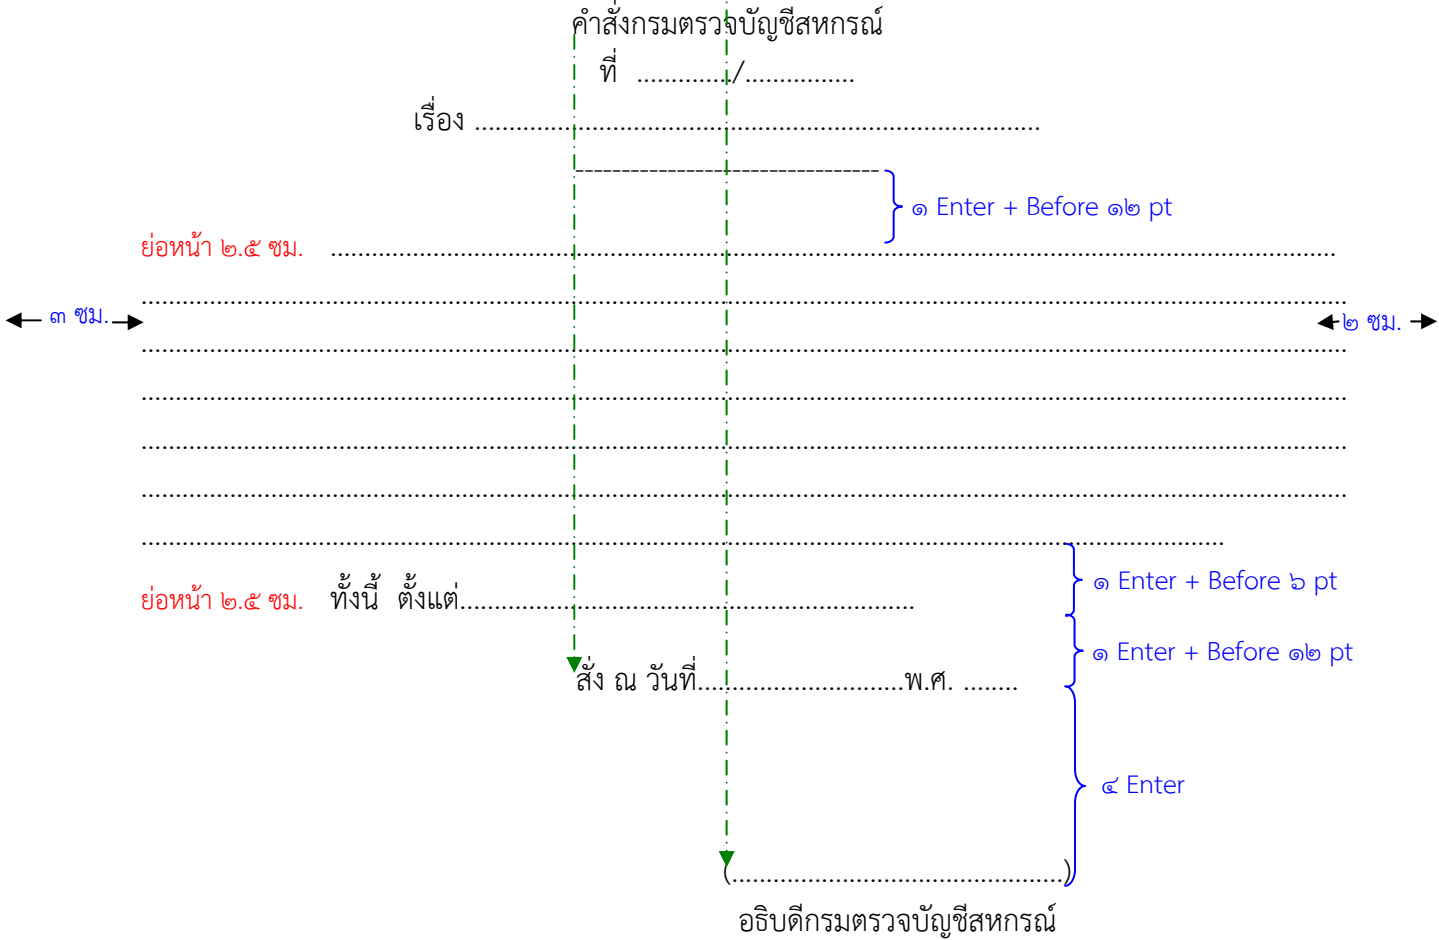 คำสั่งกรมตรวจบัญชีสหกรณ์
ที่ ............../................
เรื่อง ...................................................................................
---------------------------------
๑ Enter + Before ๑๒ pt
ย่อหน้า ๒.๕ ซม. ....................................................................................................................................................
.................................................................................................................................................................................
๓ ซม. ๒ ซม.
.................................................................................................................................................................................
.................................................................................................................................................................................
.................................................................................................................................................................................
.................................................................................................................................................................................
...............................................................................................................................................................
๑ Enter + Before ๖ pt
ย่อหน้า ๒.๕ ซม. ทั้งนี้ ตั้งแต่...................................................................
๑ Enter + Before ๑๒ pt
สั่ง ณ วันที่..............................พ.ศ. ........
๔ Enter
(.................................................)
อธิบดีกรมตรวจบัญชีสหกรณ์